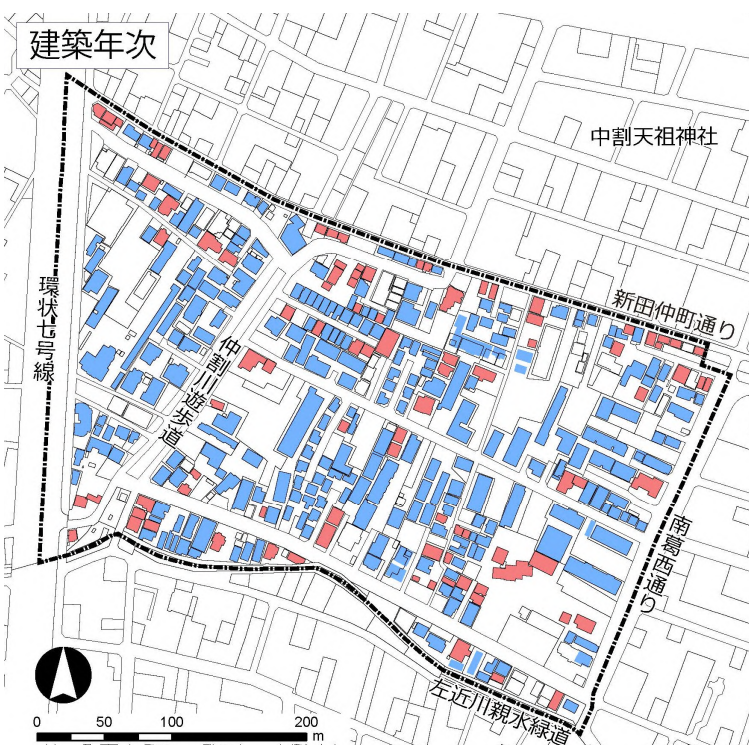 建築年次
中割天祖神社
新田仲町通り
環状七号線
仲割川遊歩道
南葛西通り
左近川親水緑道
0 50 100 200
m